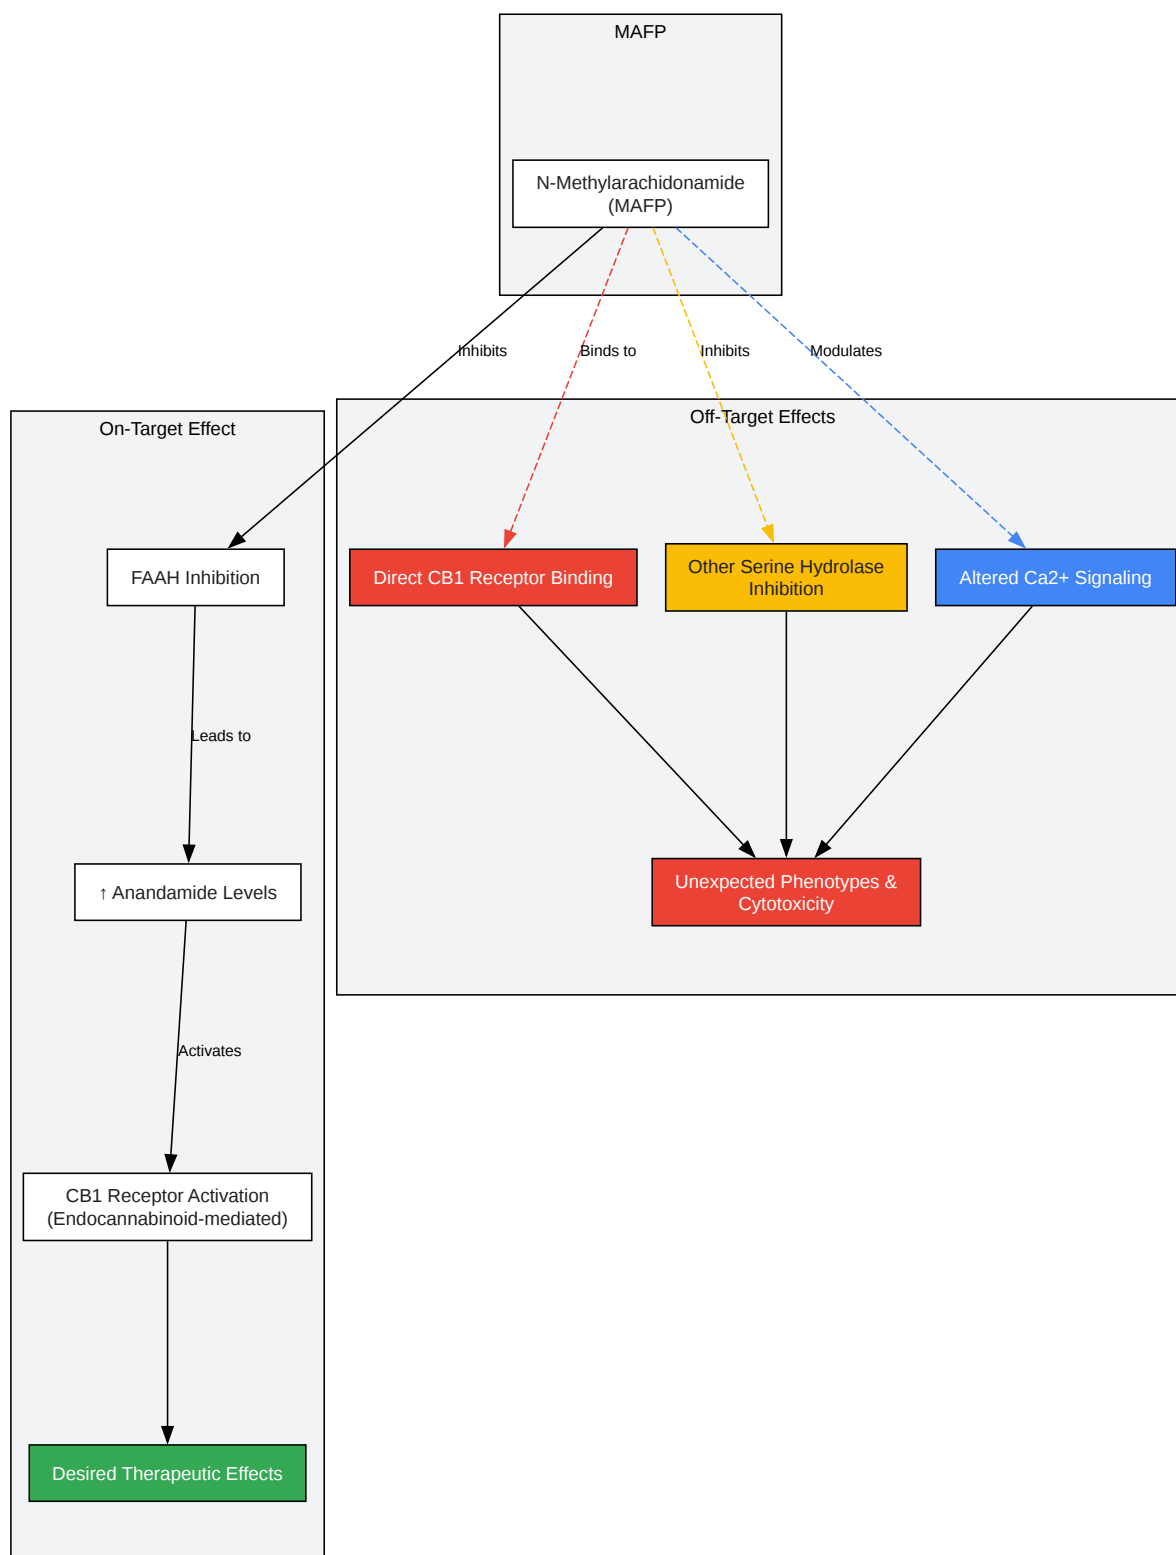 MAFP
N-Methylarachidonamide
(MAFP)
Inhibits
Binds to
Inhibits
Modulates
On-Target Effect
Off-Target Effects
FAAH Inhibition
Direct CB1 Receptor Binding
Other Serine Hydrolase
Inhibition
Altered Ca2+ Signaling
Leads to
↑ Anandamide Levels
Unexpected Phenotypes &
Cytotoxicity
Activates
CB1 Receptor Activation
(Endocannabinoid-mediated)
Desired Therapeutic Effects